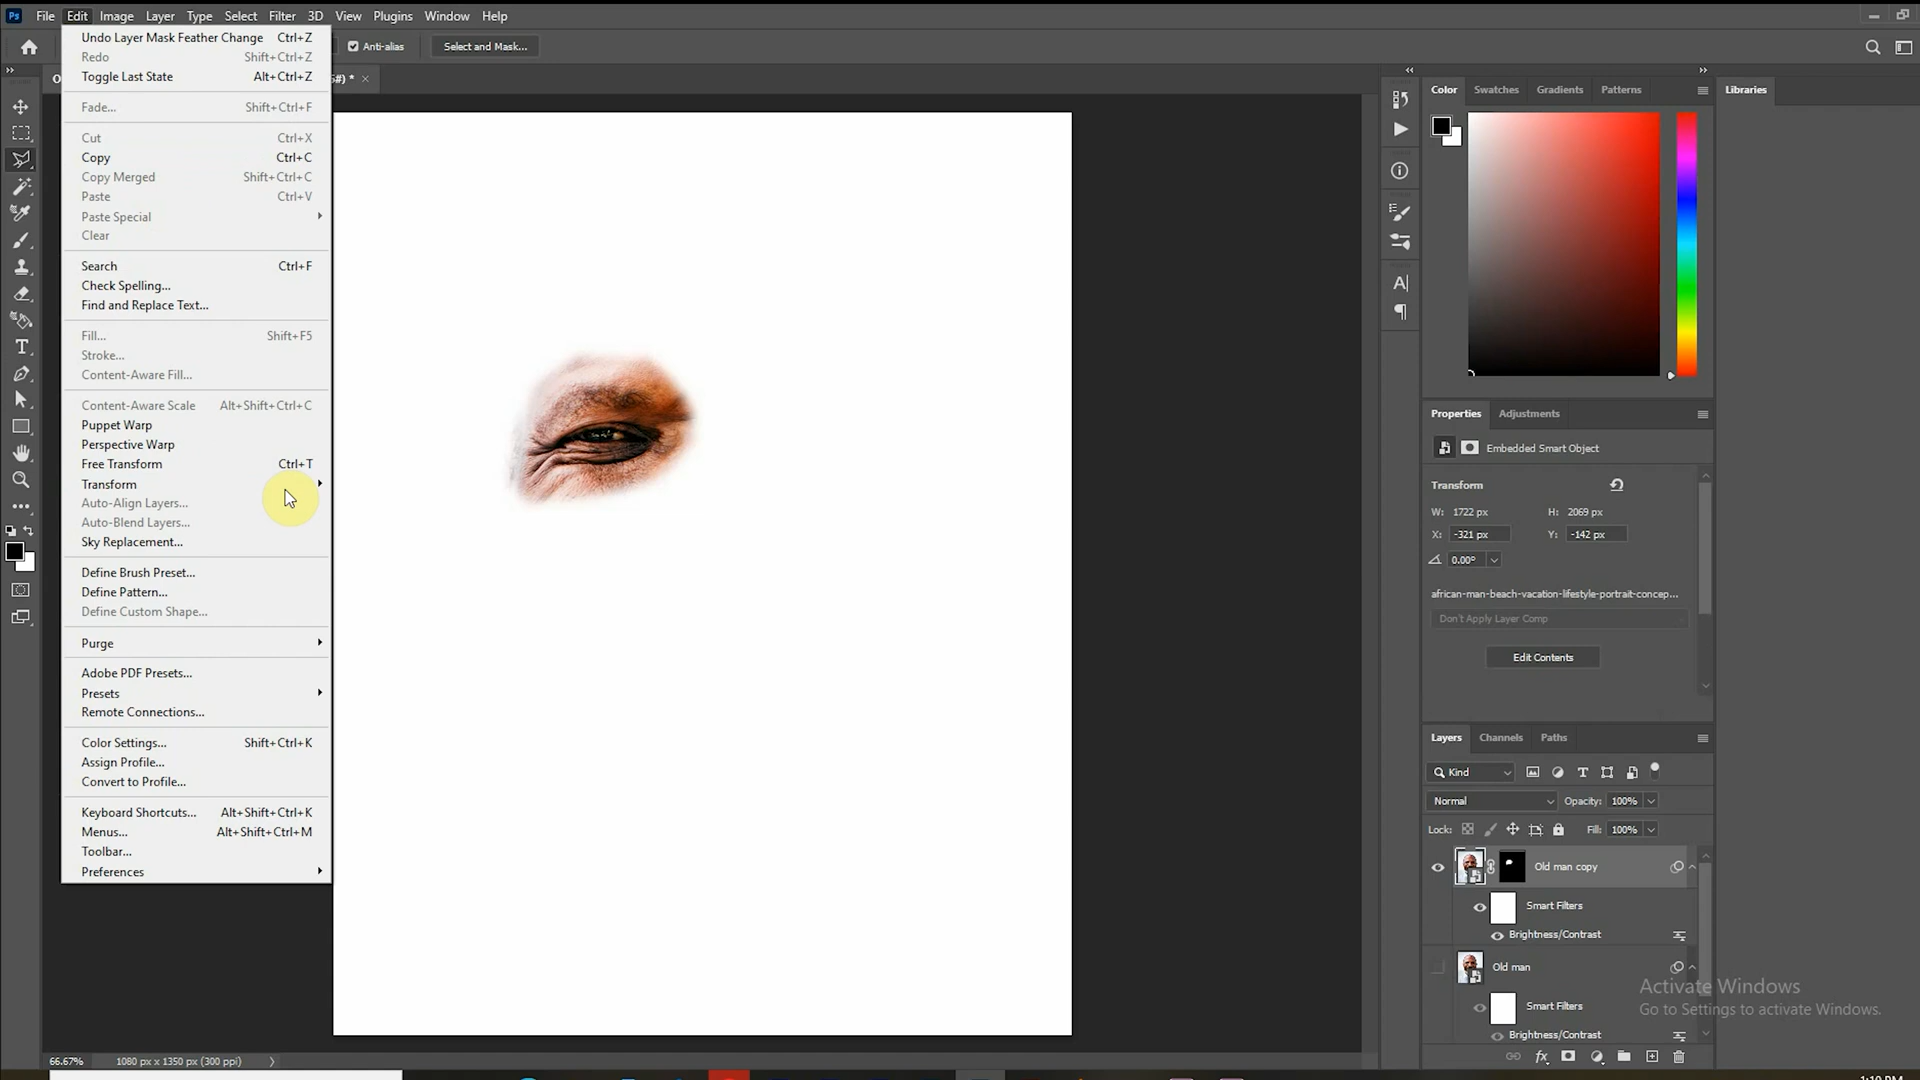 Ps File Edit Image Layer Type Select Filter 3D View Plugins Window Help
Anti-alias Select and Mask...
#) * ×
Undo Layer Mask Feather Change Ctrl+Z
Redo Shift+Ctrl+Z
Toggle Last State Alt+Ctrl+Z
Fade... Shift+Ctrl+F
Cut Ctrl+X
Copy Ctrl+C
Copy Merged Shift+Ctrl+C
Paste Ctrl+V
Paste Special
Clear
Search Ctrl+F
Check Spelling...
Find and Replace Text...
Fill... Shift+F5
Stroke...
Content-Aware Fill...
Content-Aware Scale Alt+Shift+Ctrl+C
Puppet Warp
Perspective Warp
Free Transform Ctrl+T
Transform
Auto-Align Layers...
Auto-Blend Layers...
Sky Replacement...
Define Brush Preset...
Define Pattern...
Define Custom Shape...
Purge
Adobe PDF Presets...
Presets
Remote Connections...
Color Settings... Shift+Ctrl+K
Assign Profile...
Convert to Profile...
Keyboard Shortcuts... Alt+Shift+Ctrl+K
Menus... Alt+Shift+Ctrl+M
Toolbar...
Preferences
66.67% 1080 px x 1350 px (300 ppi)
Color Swatches Gradients Patterns
Libraries
Properties Adjustments
Embedded Smart Object
Transform
W: 1722 px H: 2069 px
X: -321 px Y: -142 px
0.00°
african-man-beach-vacation-lifestyle-portrait-concep...
Don't Apply Layer Comp
Edit Contents
Layers Channels Paths
Kind
Normal Opacity: 100%
Lock: Fill: 100%
Old man copy
Smart Filters
Brightness/Contrast
Old man
Smart Filters
Brightness/Contrast
Activate Windows
Go to Settings to activate Windows.